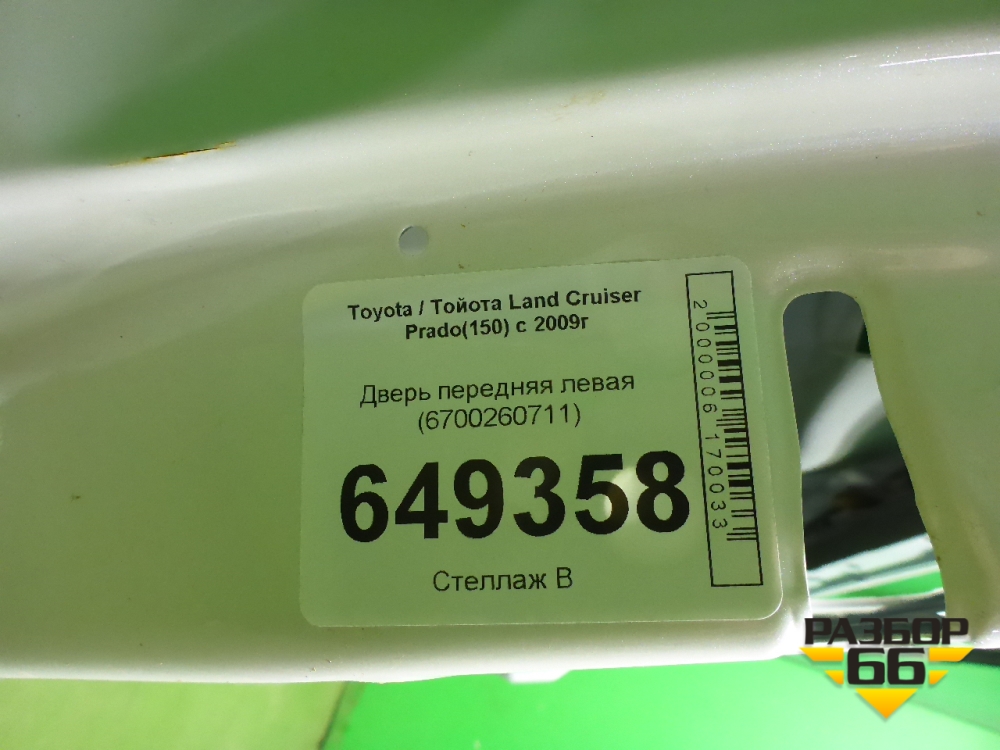 Toyota / Тойота Land Cruiser
Prado(150) с 2009г
Дверь передняя левая
(6700260711)
649358
Стеллаж В
2000006170033
РАЗБОР
66